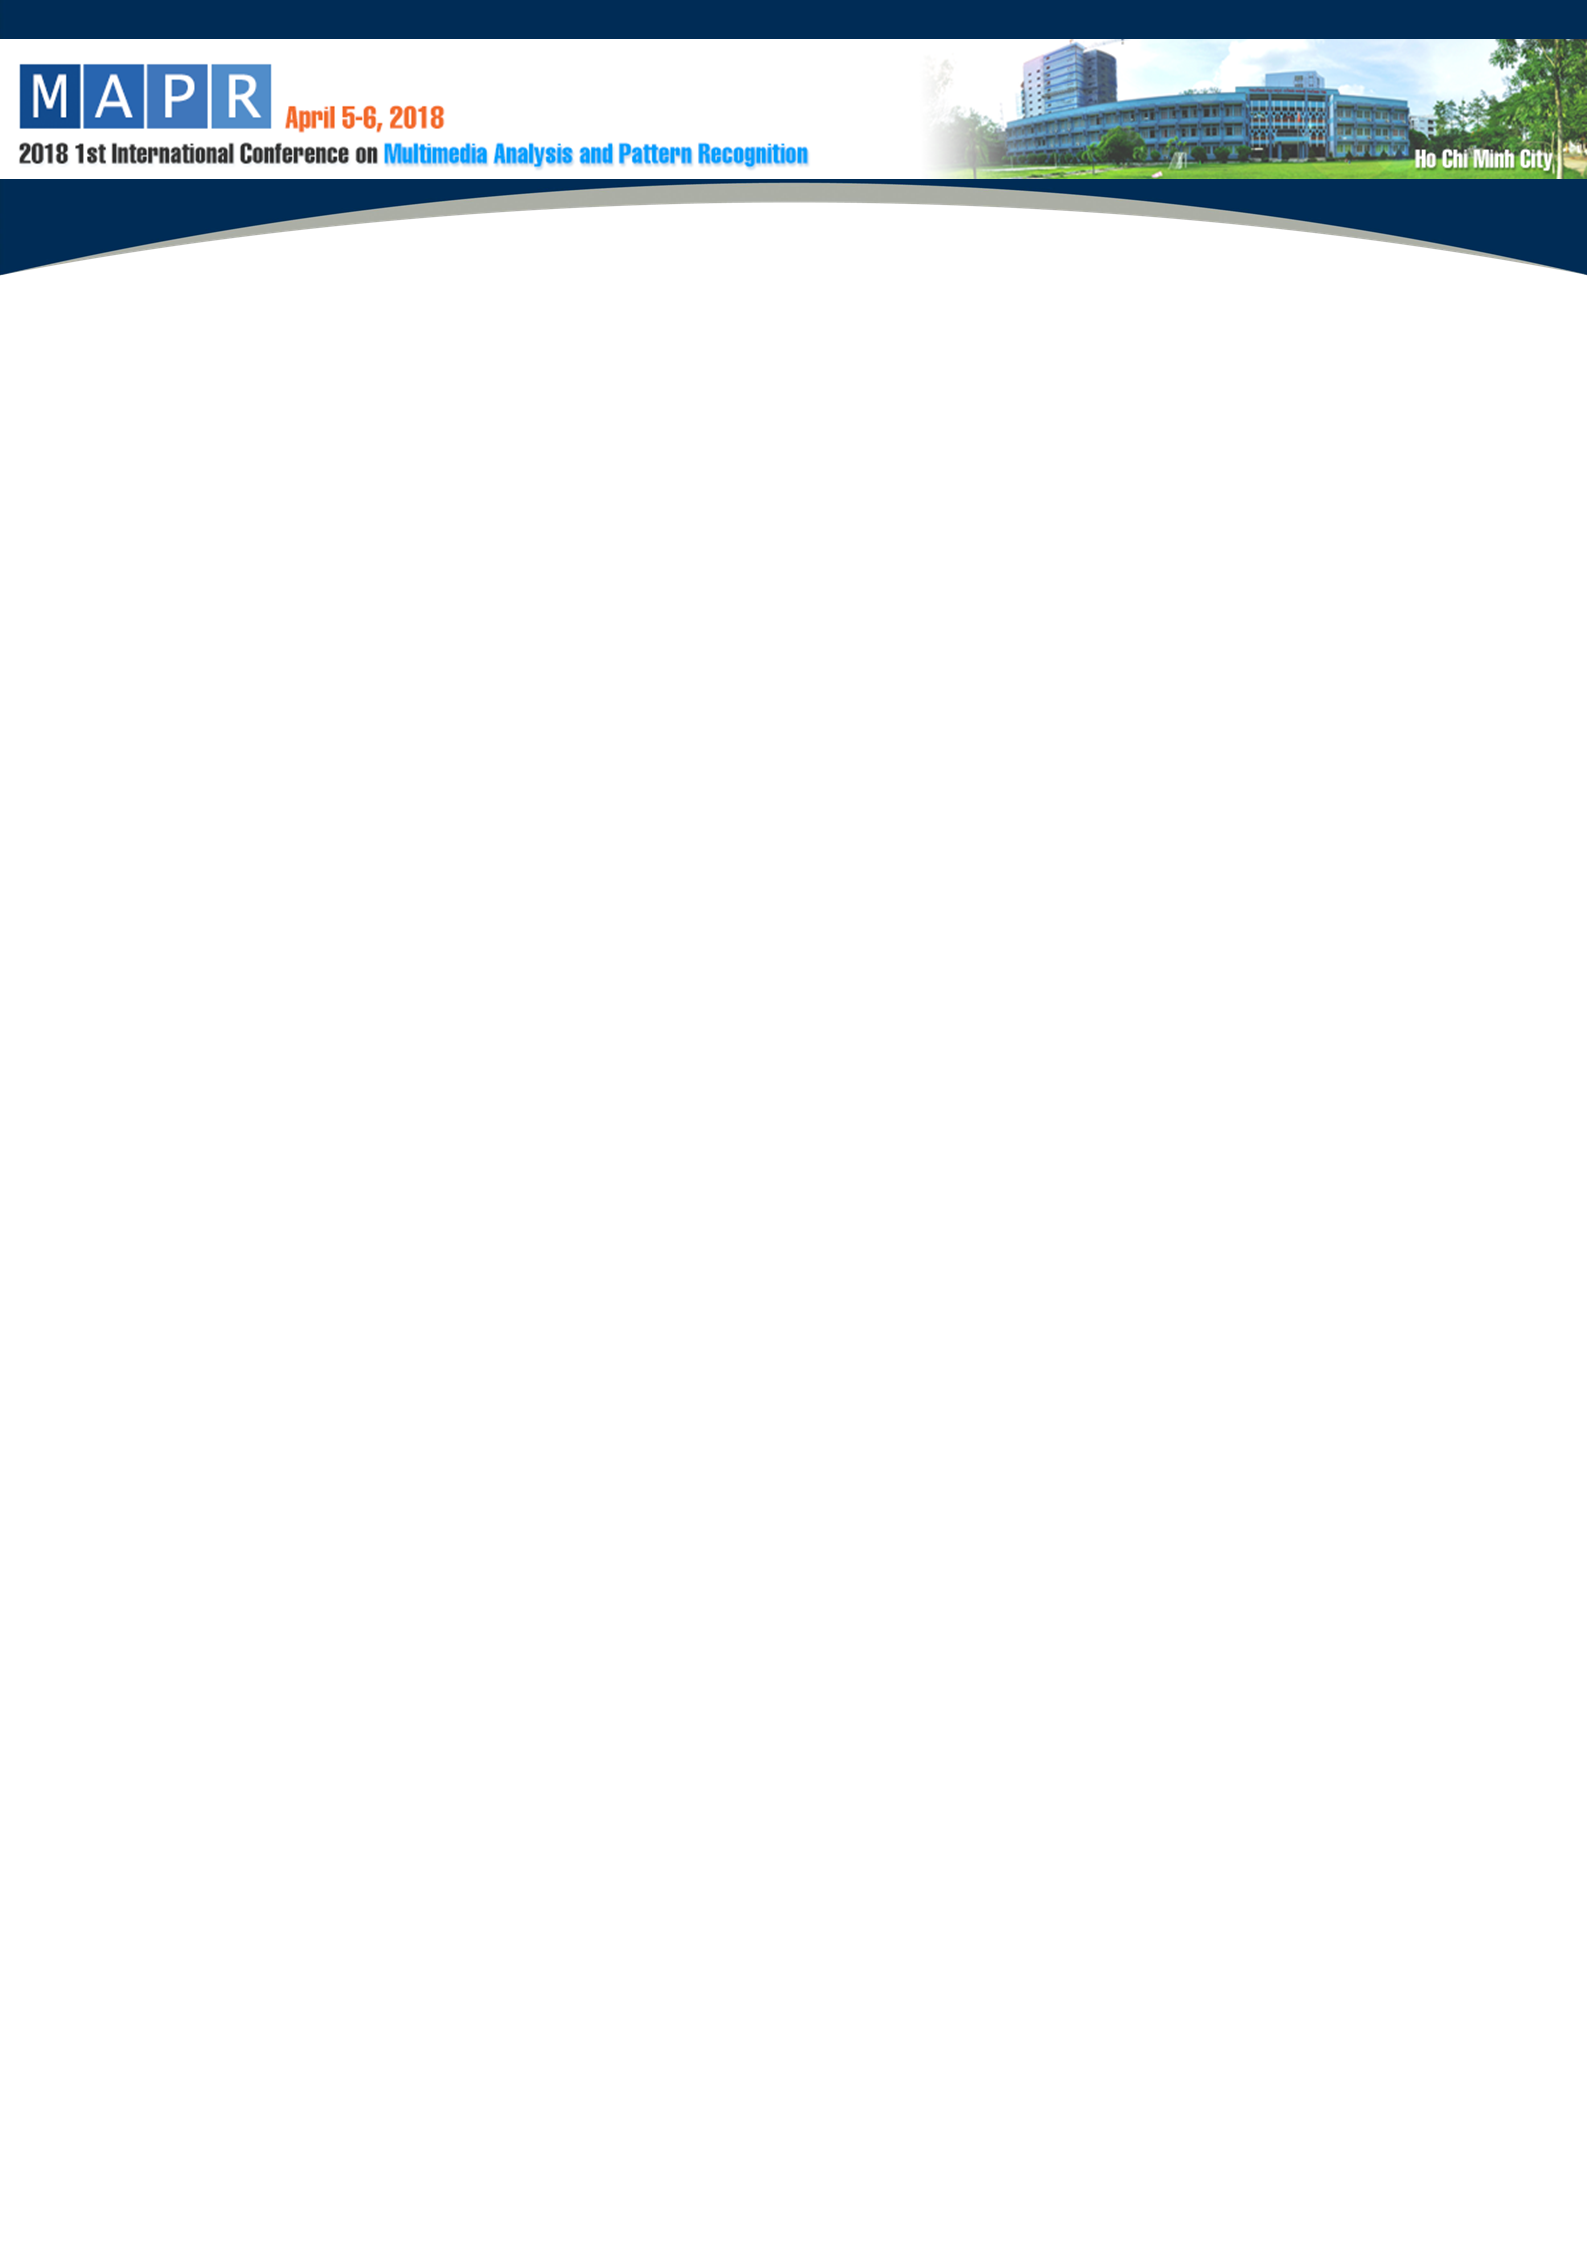 MAPR April 5-6, 2018
2018 1st International Conference on Multimedia Analysis and Pattern Recognition
Ho Chi Minh City